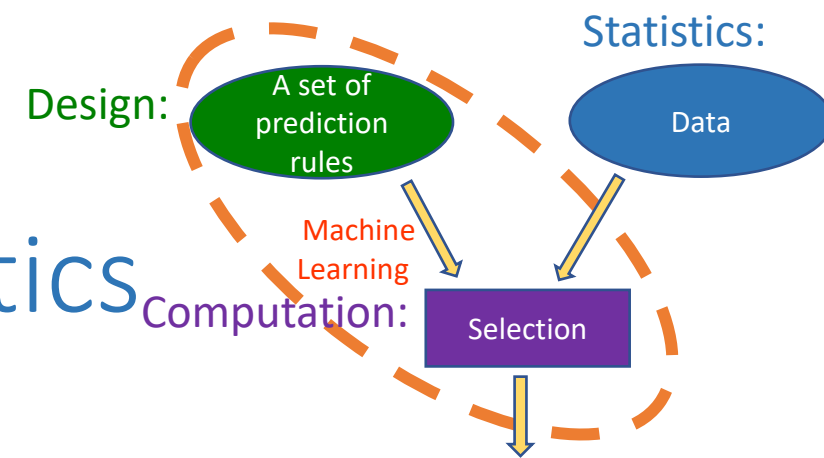 Statistics:
Design:
A set of
prediction
rules
Data
Machine
Learning
tics
Computation:
Selection